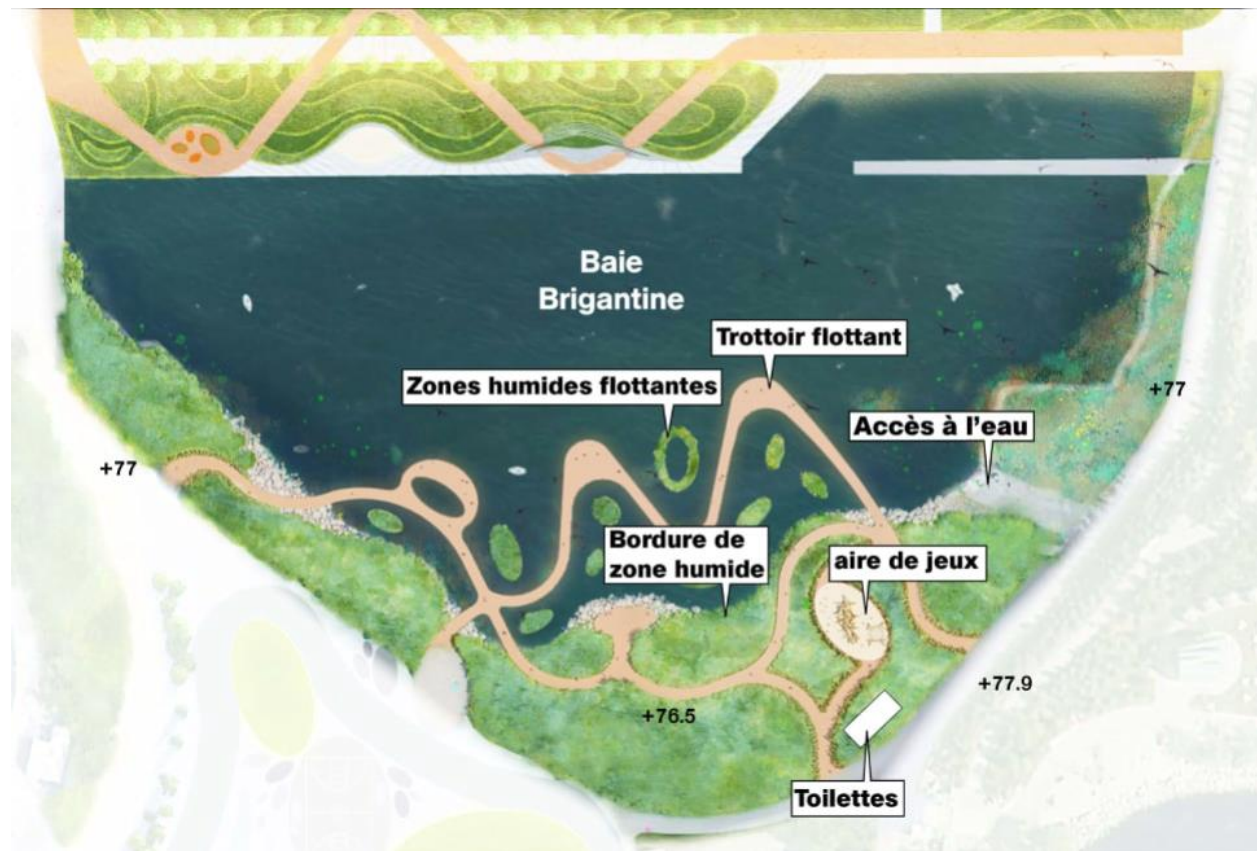 Baie
Brigantine
Trottoir flottant
Zones humides flottantes
+77
Accès à l'eau
+77
Bordure de
zone humide
aire de jeux
+77.9
+76.5
Toilettes